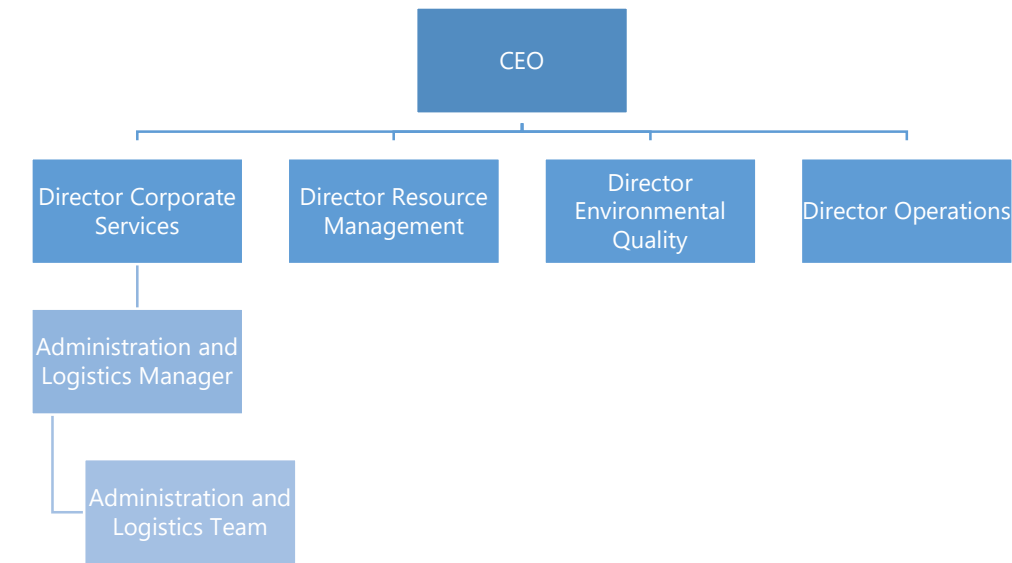 CEO
Director Corporate
Services
Director Resource
Management
Director
Environmental
Quality
Director Operations
Administration and
Logistics Manager
Administration and
Logistics Team